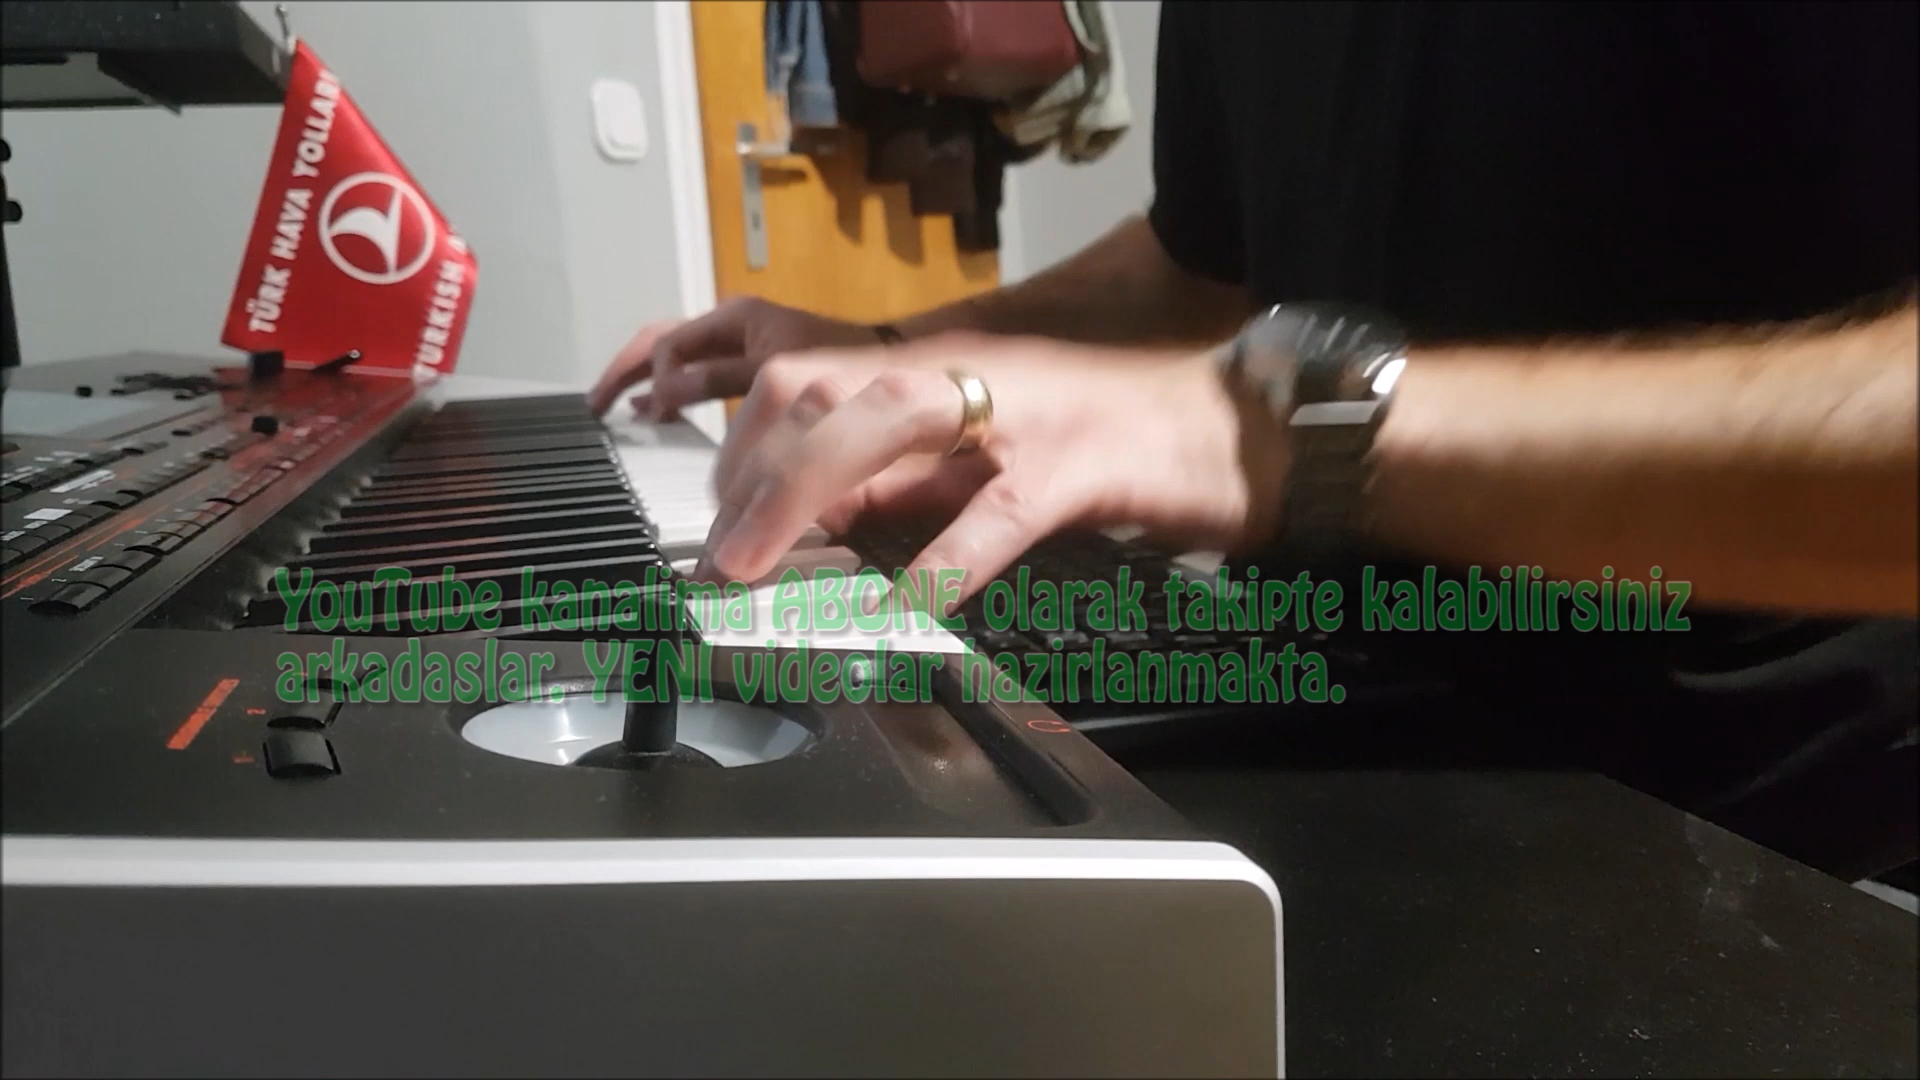 TÜRK HAVA YOLLARI
TURKISH
YouTube kanalima ABONE olarak takipte kalabilirsiniz
arkadaslar. YENI videolar hazirlanmakta.